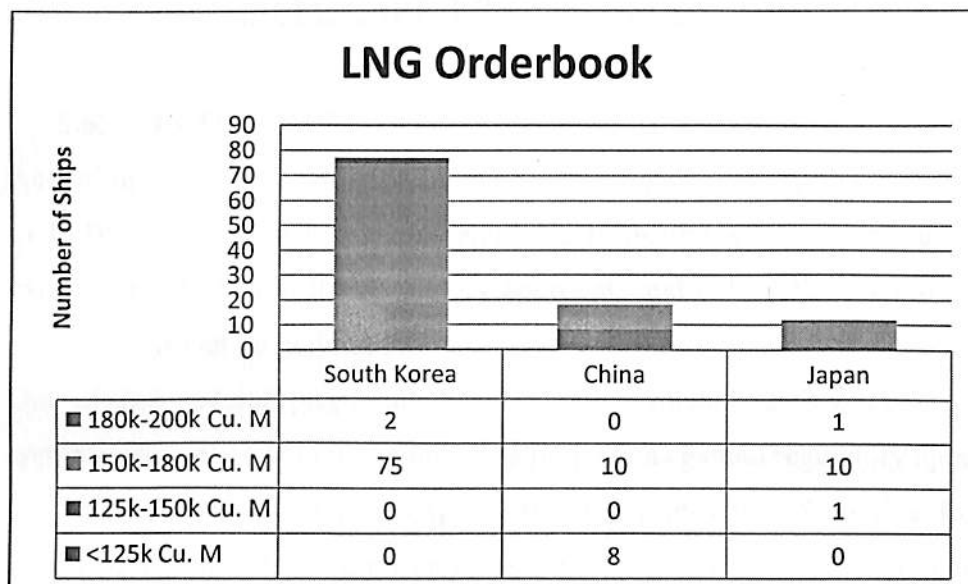 LNG Orderbook
Number of Ships
90
80
70
60
50
40
30
20
10
0
South Korea China Japan
180k-200k Cu. M 2 0 1
150k-180k Cu. M 75 10 10
125k-150k Cu. M 0 0 1
<125k Cu. M 0 8 0